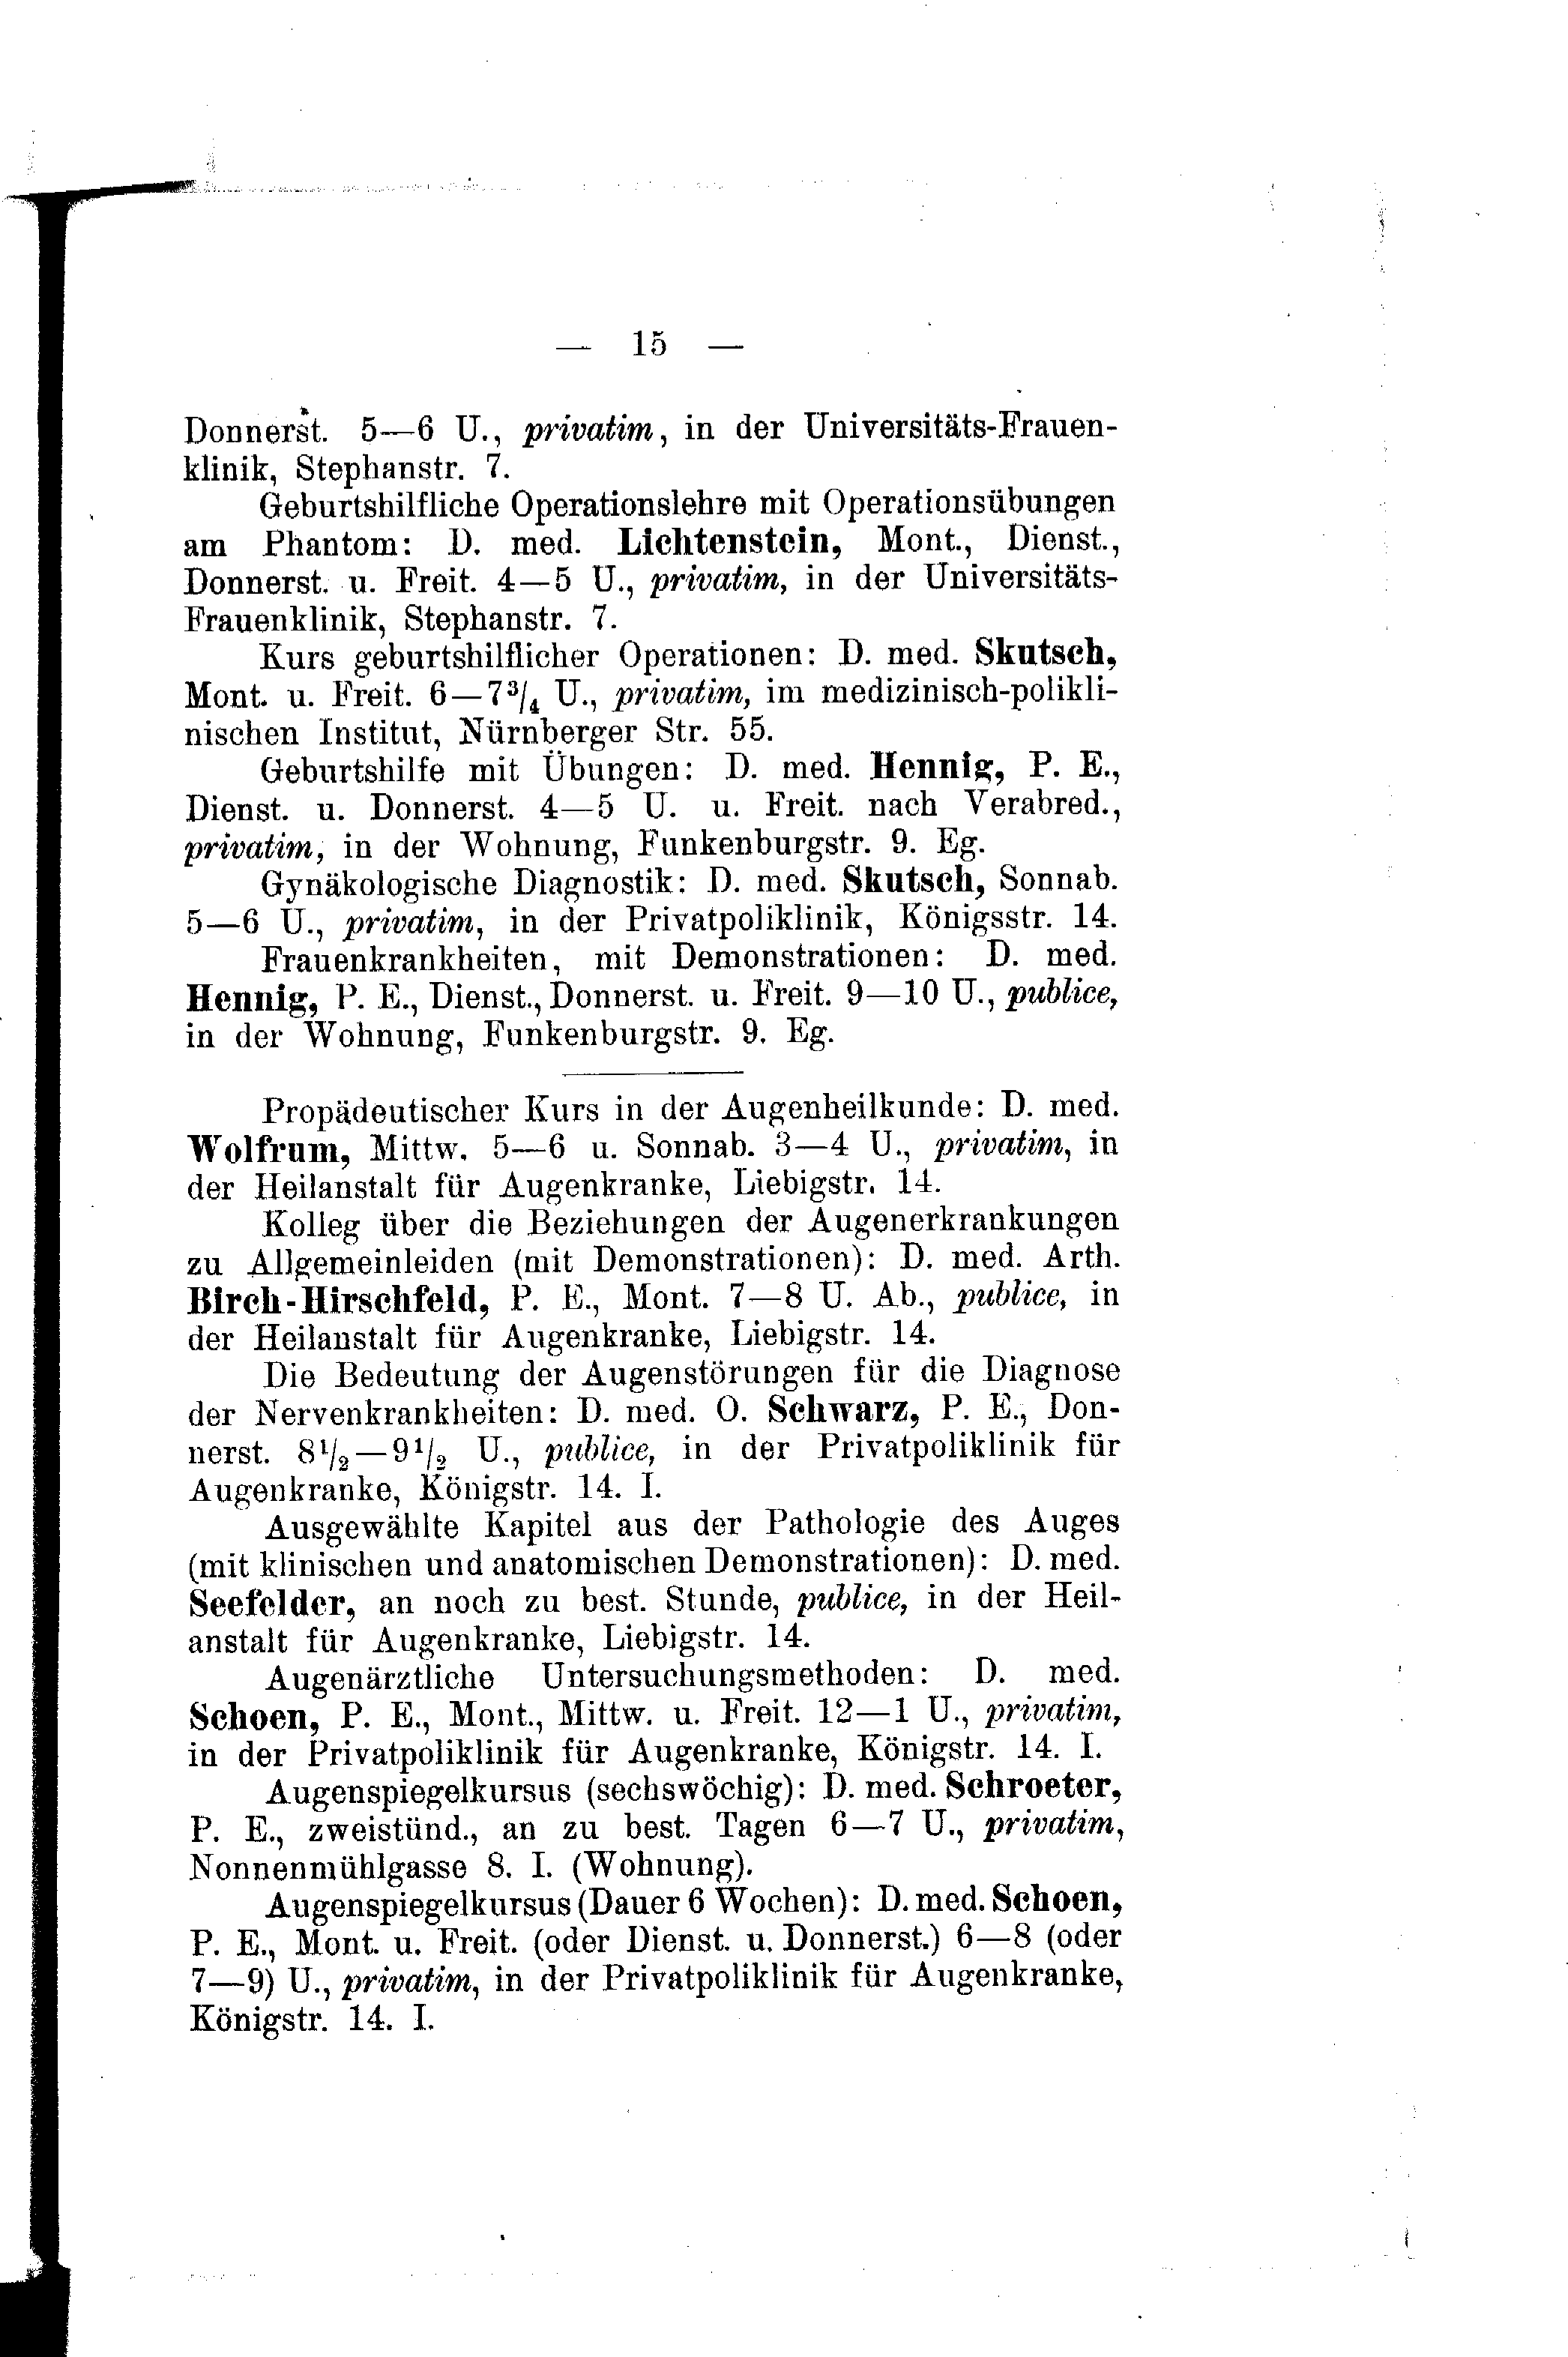 — 15 —
Donnerst. 5—6 U., privatim, in der Universitäts-Frauen-
klinik, Stephanstr. 7.
Geburtshilfliche Operationslehre mit Operationsübungen
am Phantom: D. med. Lichtenstein, Mont., Dienst.,
Donnerst. u. Freit. 4—5 U., privatim, in der Universitäts-
Frauenklinik, Stephanstr. 7.
Kurs geburtshilflicher Operationen: D. med. Skutsch,
Mont. u. Freit. 6—7 3/4 U., privatim, im medizinisch-polikli-
nischen Institut, Nürnberger Str. 55.
Geburtshilfe mit Übungen: D. med. Hennig, P. E.,
Dienst. u. Donnerst. 4—5 U. u. Freit. nach Verabred.,
privatim, in der Wohnung, Funkenburgstr. 9. Eg.
Gynäkologische Diagnostik: D. med. Skutsch, Sonnab.
5—6 U., privatim, in der Privatpoliklinik, Königsstr. 14.
Frauenkrankheiten, mit Demonstrationen: D. med.
Hennig, P. E., Dienst., Donnerst. u. Freit. 9—10 U., publice,
in der Wohnung, Funkenburgstr. 9. Eg.
Propädeutischer Kurs in der Augenheilkunde: D. med.
Wolfrum, Mittw. 5—6 u. Sonnab. 3—4 U., privatim, in
der Heilanstalt für Augenkranke, Liebigstr. 14.
Kolleg über die Beziehungen der Augenerkrankungen
zu Allgemeinleiden (mit Demonstrationen): D. med. Arth.
Birch-Hirschfeld, P. E., Mont. 7—8 U. Ab., publice, in
der Heilanstalt für Augenkranke, Liebigstr. 14.
Die Bedeutung der Augenstörungen für die Diagnose
der Nervenkrankheiten: D. med. O. Schwarz, P. E., Don-
nerst. 8 1/2—9 1/2 U., publice, in der Privatpoliklinik für
Augenkranke, Königstr. 14. I.
Ausgewählte Kapitel aus der Pathologie des Auges
(mit klinischen und anatomischen Demonstrationen): D. med.
Seefelder, an noch zu best. Stunde, publice, in der Heil-
anstalt für Augenkranke, Liebigstr. 14.
Augenärztliche Untersuchungsmethoden: D. med.
Schoen, P. E., Mont., Mittw. u. Freit. 12—1 U., privatim,
in der Privatpoliklinik für Augenkranke, Königstr. 14. I.
Augenspiegelkursus (sechswöchig): D. med. Schroeter,
P. E., zweistünd., an zu best. Tagen 6—7 U., privatim,
Nonnenmühlgasse 8. I. (Wohnung).
Augenspiegelkursus (Dauer 6 Wochen): D. med. Schoen,
P. E., Mont. u. Freit. (oder Dienst. u. Donnerst.) 6—8 (oder
7—9) U., privatim, in der Privatpoliklinik für Augenkranke,
Königstr. 14. I.